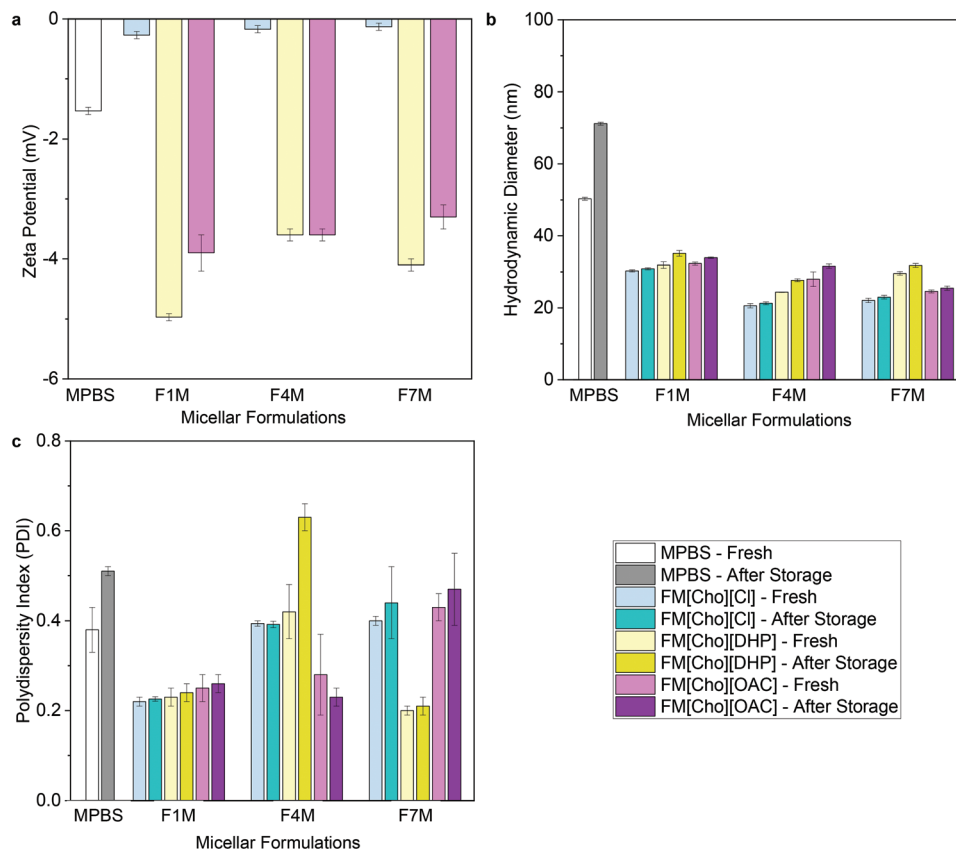 a
0
-2
-4
-6
Zeta Potential (mV)
MPBS F1M F4M F7M
Micellar Formulations
b
100
80
60
40
20
0
Hydrodynamic Diameter (nm)
MPBS F1M F4M F7M
Micellar Formulations
c
0.8
0.6
0.4
0.2
0.0
Polydispersity Index (PDI)
MPBS F1M F4M F7M
Micellar Formulations
MPBS - Fresh
MPBS - After Storage
FM[Cho][Cl] - Fresh
FM[Cho][Cl] - After Storage
FM[Cho][DHP] - Fresh
FM[Cho][DHP] - After Storage
FM[Cho][OAC] - Fresh
FM[Cho][OAC] - After Storage